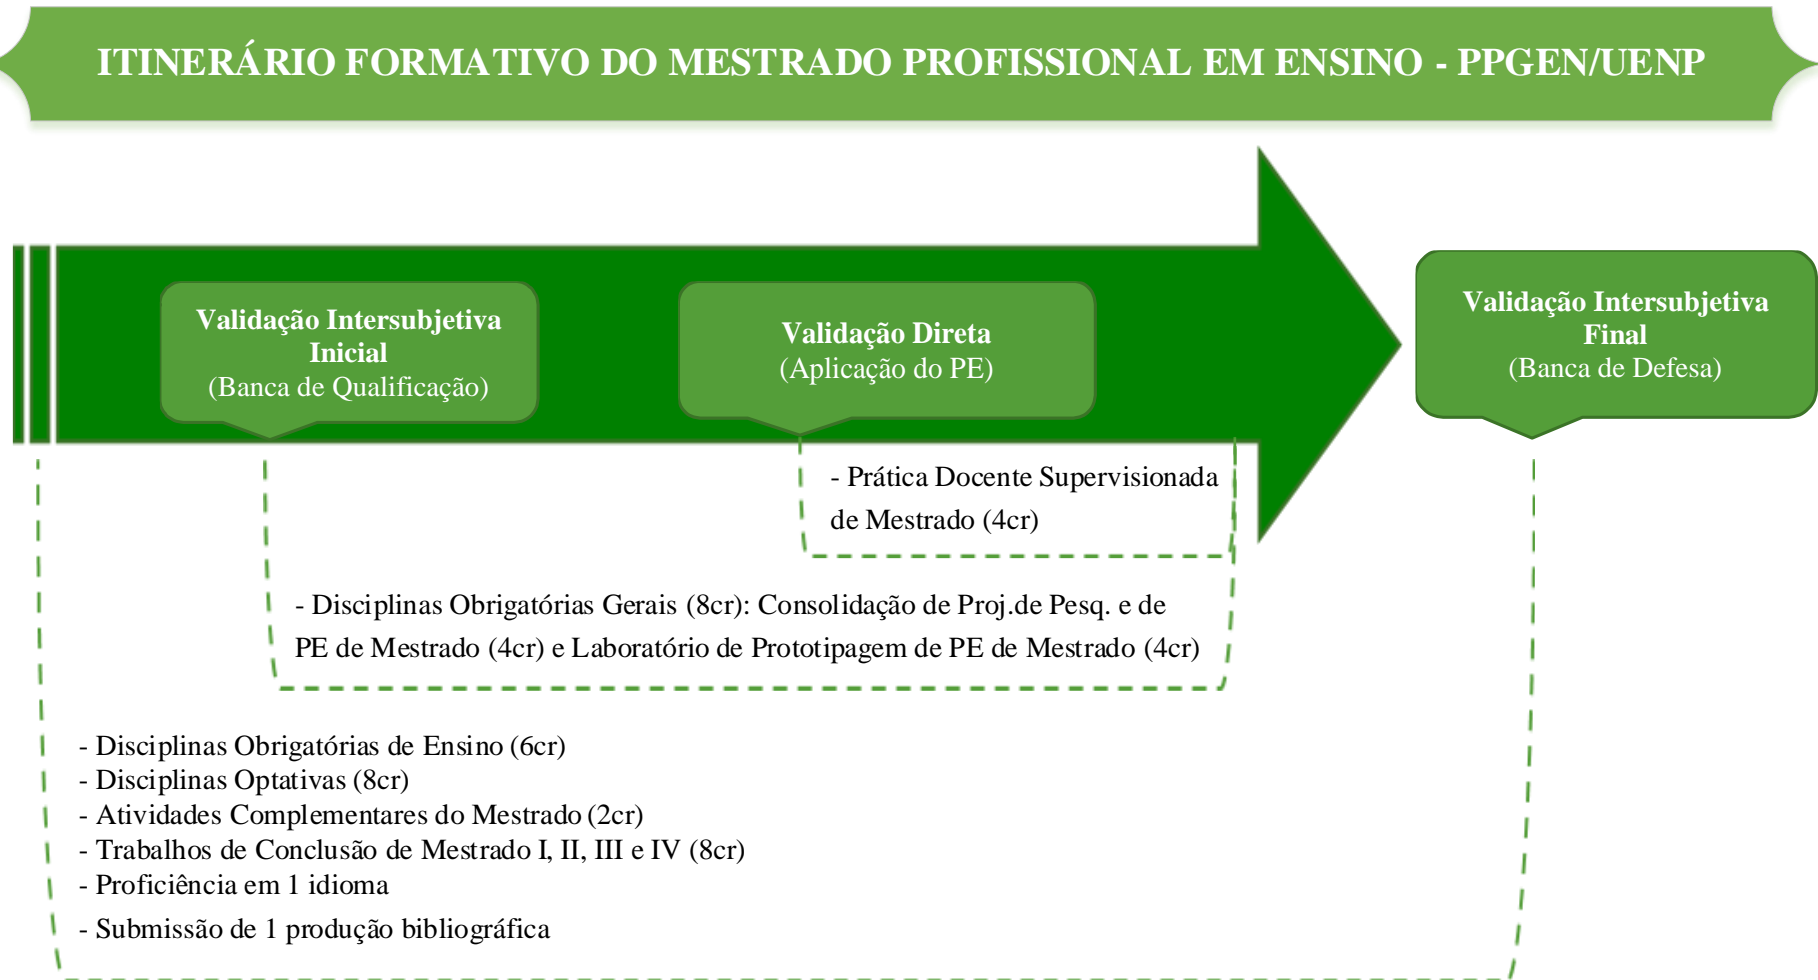 ITINERÁRIO FORMATIVO DO MESTRADO PROFISSIONAL EM ENSINO - PPGEN/UENP
Validação Intersubjetiva
Inicial
(Banca de Qualificação)
Validação Direta
(Aplicação do PE)
Validação Intersubjetiva
Final
(Banca de Defesa)
- Prática Docente Supervisionada
de Mestrado (4cr)
- Disciplinas Obrigatórias Gerais (8cr): Consolidação de Proj.de Pesq. e de
PE de Mestrado (4cr) e Laboratório de Prototipagem de PE de Mestrado (4cr)
- Disciplinas Obrigatórias de Ensino (6cr)
- Disciplinas Optativas (8cr)
- Atividades Complementares do Mestrado (2cr)
- Trabalhos de Conclusão de Mestrado I, II, III e IV (8cr)
- Proficiência em 1 idioma
- Submissão de 1 produção bibliográfica